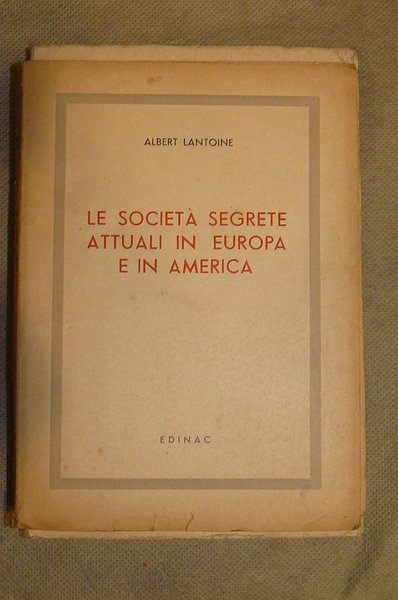 ALBERT LANTOINE
LE SOCIETÀ SEGRETE
ATTUALI IN EUROPA
E IN AMERICA
EDINAC